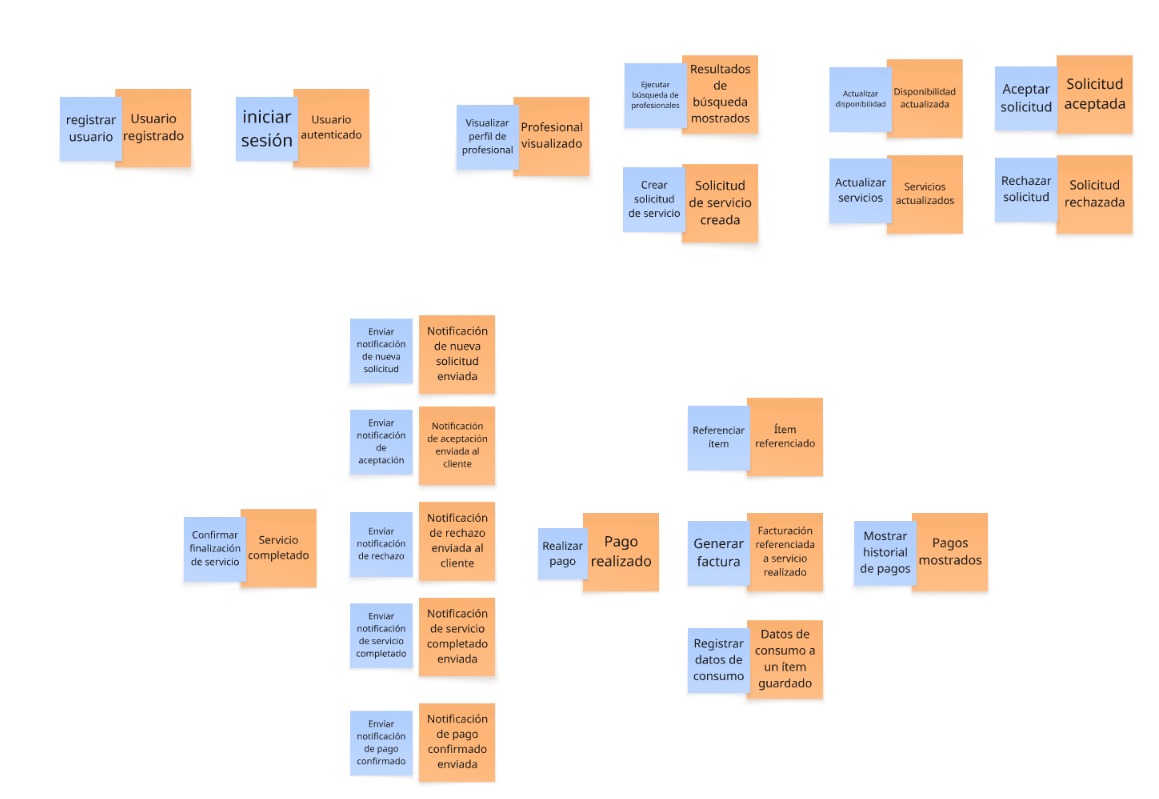 registrar
usuario
Usuario
registrado
iniciar
sesión
Usuario
autenticado
Visualizar
perfil de
profesional
Profesional
visualizado
Ejecutar
búsqueda de
profesionales
Resultados
de
búsqueda
mostrados
Crear
solicitud
de servicio
Solicitud
de servicio
creada
Actualizar
disponibilidad
Disponibilidad
actualizada
Actualizar
servicios
Servicios
actualizados
Aceptar
solicitud
Solicitud
aceptada
Rechazar
solicitud
Solicitud
rechazada
Confirmar
finalización
de servicio
Servicio
completado
Enviar
notificación
de nueva
solicitud
Notificación
de nueva
solicitud
enviada
Enviar
notificación
de
aceptación
Notificación
de aceptación
enviada al
cliente
Enviar
notificación
de rechazo
Notificación
de rechazo
enviada al
cliente
Enviar
notificación
de servicio
completado
Notificación
de servicio
completado
enviada
Enviar
notificación
de pago
confirmado
Notificación
de pago
confirmado
enviada
Realizar
pago
Pago
realizado
Referenciar
ítem
Ítem
referenciado
Generar
factura
Facturación
referenciada
a servicio
realizado
Registrar
datos de
consumo
Datos de
consumo a
un ítem
guardado
Mostrar
historial
de pagos
Pagos
mostrados